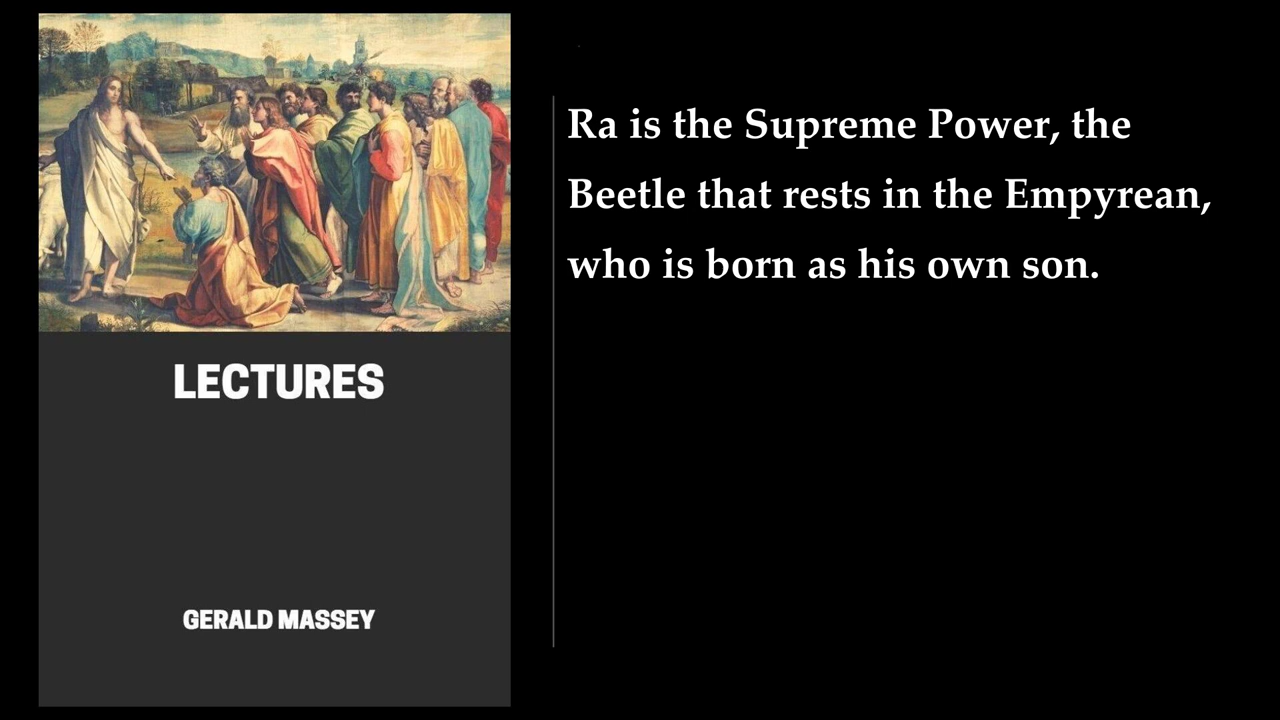 LECTURES
GERALD MASSEY
Ra is the Supreme Power, the
Beetle that rests in the Empyrean,
who is born as his own son.